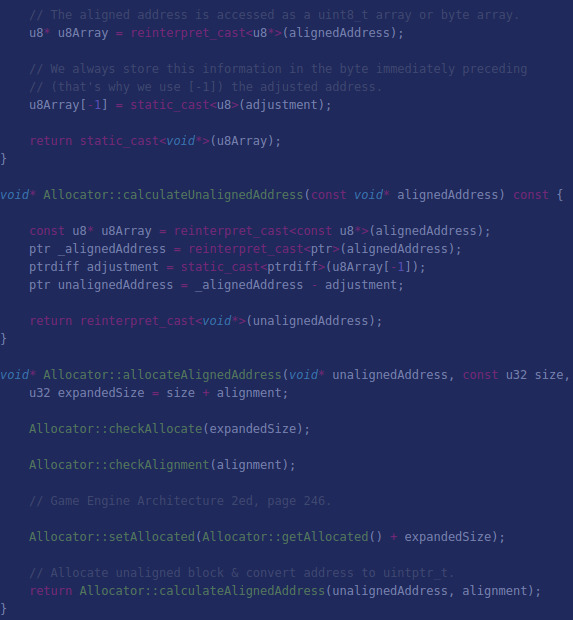 // The aligned address is accessed as a uint8_t array or byte array.
u8* u8Array = reinterpret_cast<u8*>(alignedAddress);
// We always store this information in the byte immediately preceding
// (that's why we use [-1]) the adjusted address.
u8Array[-1] = static_cast<u8>(adjustment);
return static_cast<void*>(u8Array);
}
void* Allocator::calculateUnalignedAddress(const void* alignedAddress) const {
const u8* u8Array = reinterpret_cast<const u8*>(alignedAddress);
ptr _alignedAddress = reinterpret_cast<ptr>(alignedAddress);
ptrdiff adjustment = static_cast<ptrdiff>(u8Array[-1]);
ptr unalignedAddress = _alignedAddress - adjustment;
return reinterpret_cast<void*>(unalignedAddress);
}
void* Allocator::allocateAlignedAddress(void* unalignedAddress, const u32 size,
u32 expandedSize = size + alignment;
Allocator::checkAllocate(expandedSize);
Allocator::checkAlignment(alignment);
// Game Engine Architecture 2ed, page 246.
Allocator::setAllocated(Allocator::getAllocated() + expandedSize);
// Allocate unaligned block & convert address to uintptr_t.
return Allocator::calculateAlignedAddress(unalignedAddress, alignment);
}